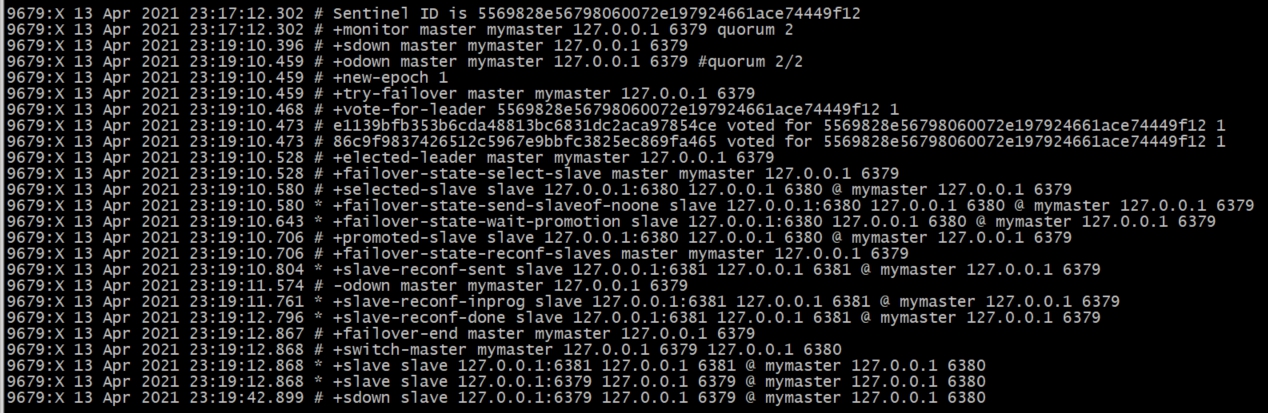 9679:X 13 Apr 2021 23:17:12.302 # Sentinel ID is 5569828e56798060072e197924661ace74449f12
9679:X 13 Apr 2021 23:17:12.302 # +monitor master mymaster 127.0.0.1 6379 quorum 2
9679:X 13 Apr 2021 23:19:10.396 # +sdown master mymaster 127.0.0.1 6379
9679:X 13 Apr 2021 23:19:10.459 # +odown master mymaster 127.0.0.1 6379 #quorum 2/2
9679:X 13 Apr 2021 23:19:10.459 # +new-epoch 1
9679:X 13 Apr 2021 23:19:10.459 # +try-failover master mymaster 127.0.0.1 6379
9679:X 13 Apr 2021 23:19:10.468 # +vote-for-leader 5569828e56798060072e197924661ace74449f12 1
9679:X 13 Apr 2021 23:19:10.473 # e1139bfb353b6cda48813bc6831dc2aca97854ce voted for 5569828e56798060072e197924661ace74449f12 1
9679:X 13 Apr 2021 23:19:10.473 # 86c9f9837426512c5967e9bbfc3825ec869fa465 voted for 5569828e56798060072e197924661ace74449f12 1
9679:X 13 Apr 2021 23:19:10.528 # +elected-leader master mymaster 127.0.0.1 6379
9679:X 13 Apr 2021 23:19:10.528 # +failover-state-select-slave master mymaster 127.0.0.1 6379
9679:X 13 Apr 2021 23:19:10.580 # +selected-slave slave 127.0.0.1:6380 127.0.0.1 6380 @ mymaster 127.0.0.1 6379
9679:X 13 Apr 2021 23:19:10.580 * +failover-state-send-slaveof-noone slave 127.0.0.1:6380 127.0.0.1 6380 @ mymaster 127.0.0.1 6379
9679:X 13 Apr 2021 23:19:10.643 * +failover-state-wait-promotion slave 127.0.0.1:6380 127.0.0.1 6380 @ mymaster 127.0.0.1 6379
9679:X 13 Apr 2021 23:19:10.706 # +promoted-slave slave 127.0.0.1:6380 127.0.0.1 6380 @ mymaster 127.0.0.1 6379
9679:X 13 Apr 2021 23:19:10.706 # +failover-state-reconf-slaves master mymaster 127.0.0.1 6379
9679:X 13 Apr 2021 23:19:10.804 * +slave-reconf-sent slave 127.0.0.1:6381 127.0.0.1 6381 @ mymaster 127.0.0.1 6379
9679:X 13 Apr 2021 23:19:11.574 # -odown master mymaster 127.0.0.1 6379
9679:X 13 Apr 2021 23:19:11.761 * +slave-reconf-inprog slave 127.0.0.1:6381 127.0.0.1 6381 @ mymaster 127.0.0.1 6379
9679:X 13 Apr 2021 23:19:12.796 * +slave-reconf-done slave 127.0.0.1:6381 127.0.0.1 6381 @ mymaster 127.0.0.1 6379
9679:X 13 Apr 2021 23:19:12.867 # +failover-end master mymaster 127.0.0.1 6379
9679:X 13 Apr 2021 23:19:12.868 # +switch-master mymaster 127.0.0.1 6379 127.0.0.1 6380
9679:X 13 Apr 2021 23:19:12.868 * +slave slave 127.0.0.1:6381 127.0.0.1 6381 @ mymaster 127.0.0.1 6380
9679:X 13 Apr 2021 23:19:12.868 * +slave slave 127.0.0.1:6379 127.0.0.1 6379 @ mymaster 127.0.0.1 6380
9679:X 13 Apr 2021 23:19:42.899 # +sdown slave 127.0.0.1:6379 127.0.0.1 6379 @ mymaster 127.0.0.1 6380